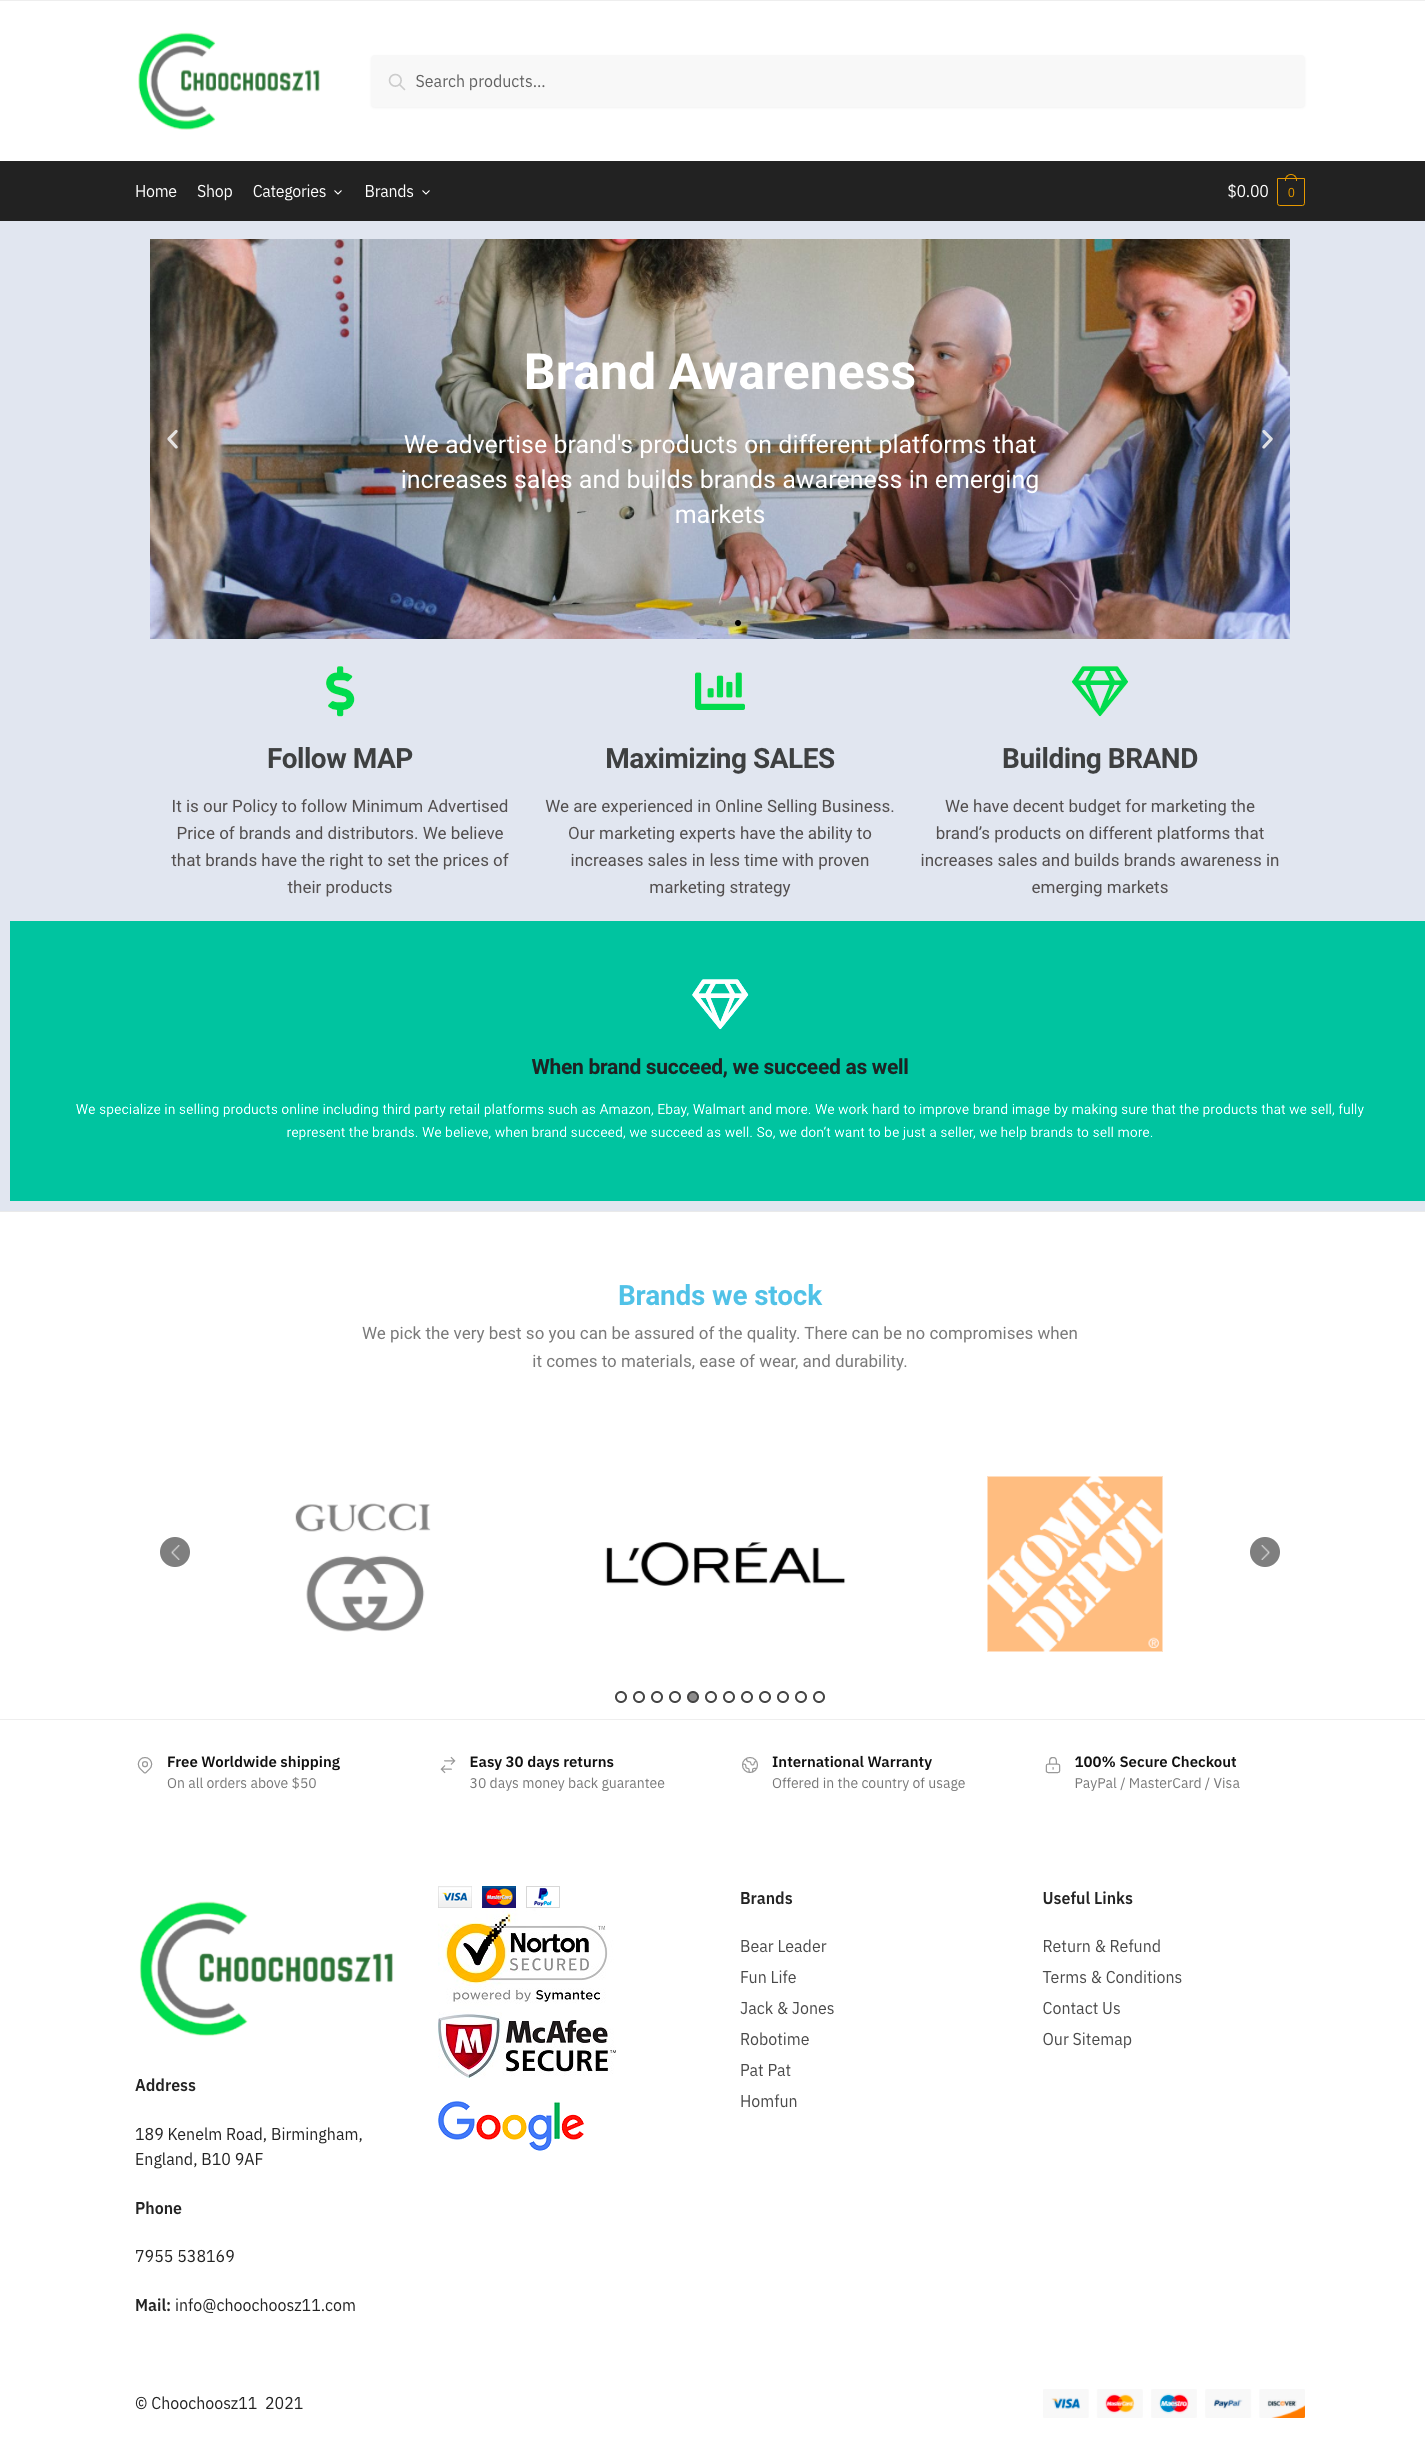 CHOOCHOOSZ11
Search products…
Home Shop Categories Brands
$0.00 0
Brand Awareness
We advertise brand's products on different platforms that
increases sales and builds brands awareness in emerging
markets
Follow MAP
It is our Policy to follow Minimum Advertised
Price of brands and distributors. We believe
that brands have the right to set the prices of
their products
Maximizing SALES
We are experienced in Online Selling Business.
Our marketing experts have the ability to
increases sales in less time with proven
marketing strategy
Building BRAND
We have decent budget for marketing the
brand’s products on different platforms that
increases sales and builds brands awareness in
emerging markets
When brand succeed, we succeed as well
We specialize in selling products online including third party retail platforms such as Amazon, Ebay, Walmart and more. We work hard to improve brand image by making sure that the products that we sell, fully
represent the brands. We believe, when brand succeed, we succeed as well. So, we don’t want to be just a seller, we help brands to sell more.
Brands we stock
We pick the very best so you can be assured of the quality. There can be no compromises when
it comes to materials, ease of wear, and durability.
GUCCI
L'ORÉAL
HOME
DEPOT
®
Free Worldwide shipping
On all orders above $50
Easy 30 days returns
30 days money back guarantee
International Warranty
Offered in the country of usage
100% Secure Checkout
PayPal / MasterCard / Visa
CHOOCHOOSZ11
Address
189 Kenelm Road, Birmingham,
England, B10 9AF
Phone
7955 538169
Mail: info@choochoosz11.com
VISA MasterCard PayPal
Norton™
SECURED
powered by Symantec
McAfee
SECURE™
Google
Brands
Bear Leader
Fun Life
Jack & Jones
Robotime
Pat Pat
Homfun
Useful Links
Return & Refund
Terms & Conditions
Contact Us
Our Sitemap
© Choochoosz11 2021
VISA MasterCard Maestro PayPal DISCOVER